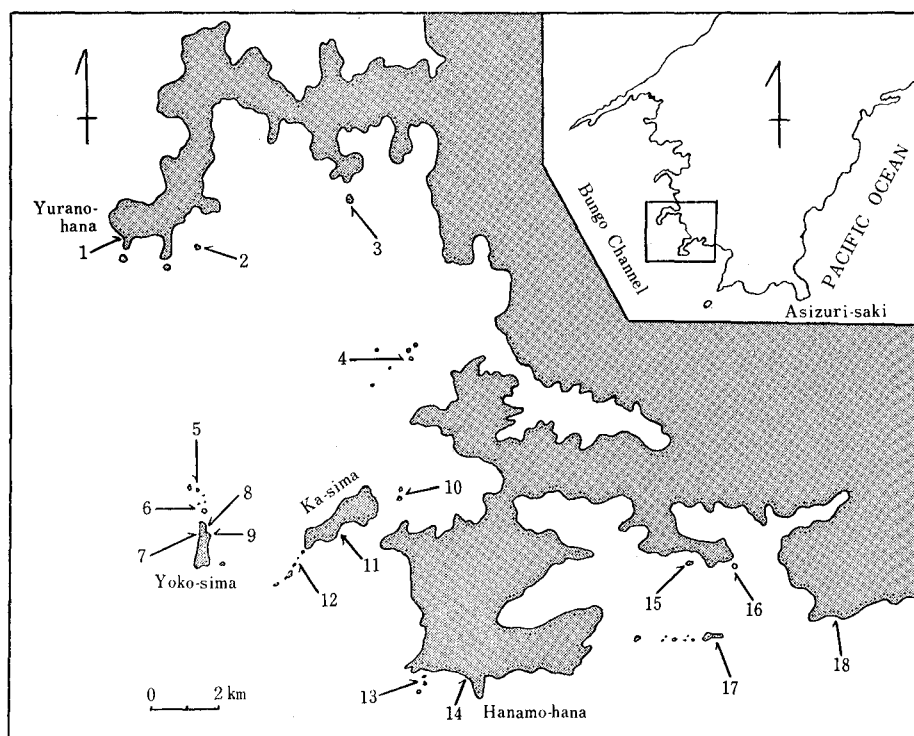 Bungo Channel
PACIFIC OCEAN
Asizuri-saki
Yurano-
hana
1
2
3
4
5
6
7
8
9
Yoko-sima
Ka-sima
10
11
12
13
14
Hanamo-hana
15
16
17
18
0 2 km